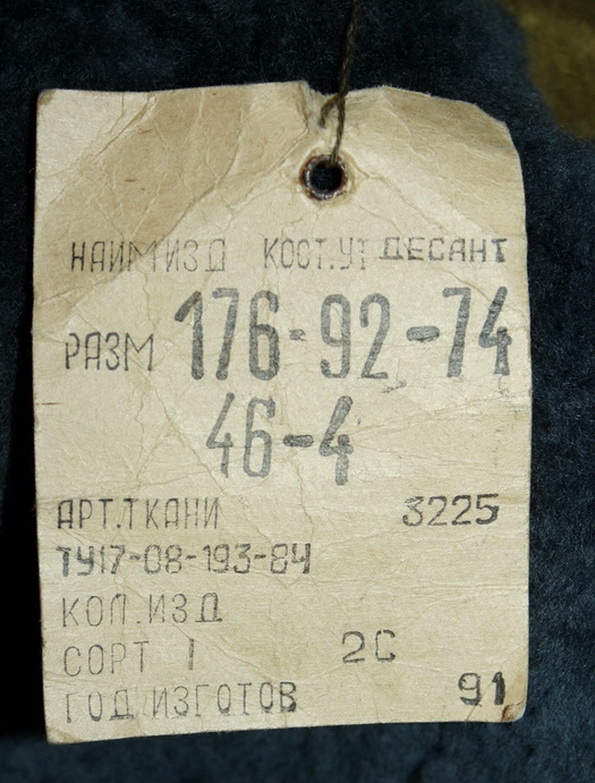 НАИМ ИЗД КОСТ.УТ ДЕСАНТ
РАЗМ 176-92-74
46-4
АРТ.ТКАНИ 3225
ТУ17-08-193-84
КОЛ.ИЗД
СОРТ 1 2С
ГОД ИЗГОТОВ 91